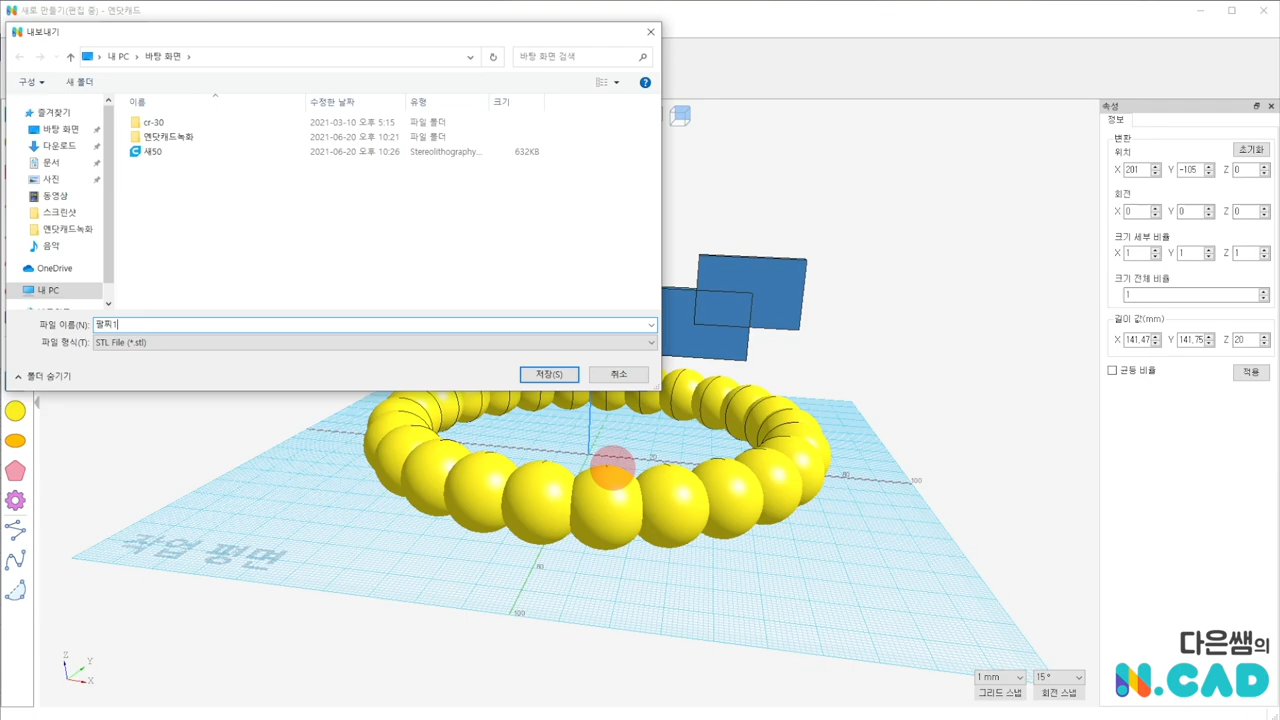 새로 만들기(편집 중) - 엔닷캐드
내보내기
내 PC › 바탕 화면 ›
바탕 화면 검색
구성
새 폴더
이름 수정한 날짜 유형 크기
즐겨찾기
바탕 화면
다운로드
문서
사진
동영상
스크린샷
엔닷캐드녹화
음악
OneDrive
내 PC
cr-30 2021-03-10 오후 5:15 파일 폴더
엔닷캐드녹화 2021-06-20 오후 10:21 파일 폴더
새50 2021-06-20 오후 10:26 Stereolithography... 632KB
파일 이름(N): 팔찌1
파일 형식(T): STL File (*.stl)
폴더 숨기기
저장(S)
취소
속성
정보
변환
위치
초기화
X 201 Y -105 Z 0
회전
X 0 Y 0 Z 0
크기 세부 비율
X 1 Y 1 Z 1
크기 전체 비율
1
길이 값(mm)
X 141,47 Y 141,75 Z 20
균등 비율
적용
80
100
80
100
작업 평면
Z
Y
X
1 mm
15°
그리드 스냅
회전 스냅
다은쌤의
N.CAD